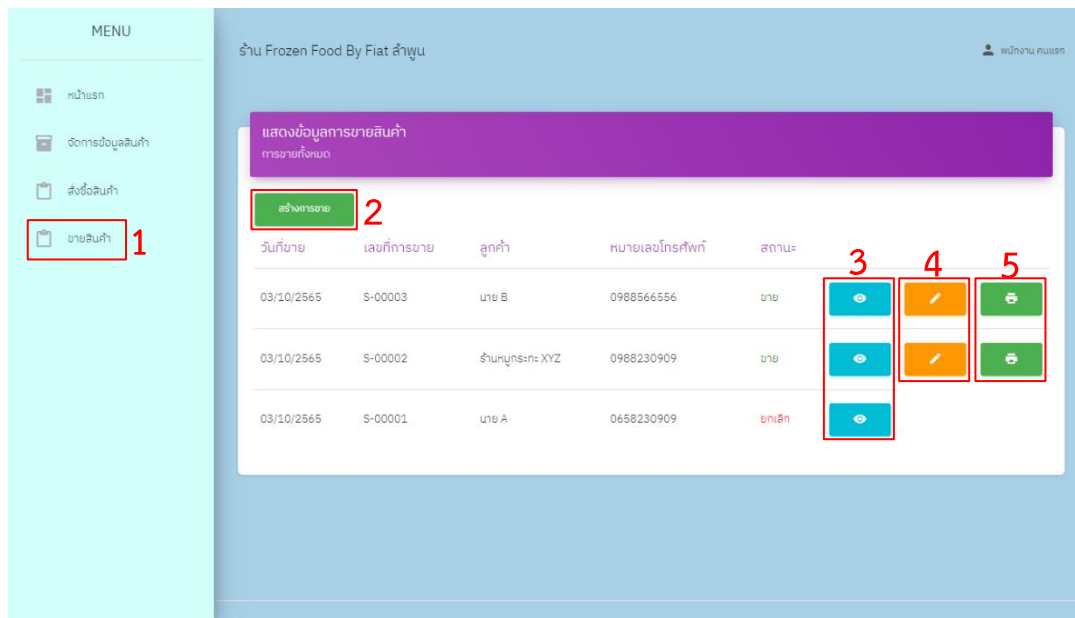 MENU
หน้าแรก
จัดการข้อมูลสินค้า
สั่งซื้อสินค้า
ขายสินค้า 1
ร้าน Frozen Food By Fiat ลำพูน
พนักงาน คนแรก
แสดงข้อมูลการขายสินค้า
การขายทั้งหมด
สร้างการขาย 2
วันที่ขาย เลขที่การขาย ลูกค้า หมายเลขโทรศัพท์ สถานะ 3 4 5
03/10/2565 S-00003 นาย B 0988566556 ขาย
03/10/2565 S-00002 ร้านหมูกระทะ XYZ 0988230909 ขาย
03/10/2565 S-00001 นาย A 0658230909 ยกเลิก